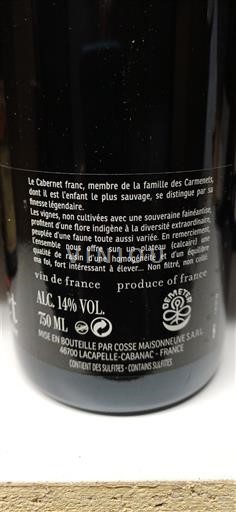 Le Cabernet franc, membre de la famille des Carmenets,
dont il est l'enfant le plus sauvage, se distingue par sa
finesse légendaire.
Les vignes, non cultivées avec une souveraine fainéantise,
profitent d'une flore indigène à la diversité extraordinaire,
peuplée d'une faune toute aussi variée. En remerciement,
l'ensemble nous offre sur un plateau (calcaire) une
qualité de raisin d'une homogénéité et d'un équilibre
ma foi, fort intéressant à élever... Non filtré, non collé
VINIOU
vin de france produce of france
ALC. 14% VOL.
750 ML
DEMETER
MISE EN BOUTEILLE PAR COSSE MAISONNEUVE S.A.R.L.
46700 LACAPELLE-CABANAC - FRANCE
CONTIENT DES SULFITES - CONTAINS SULFITES